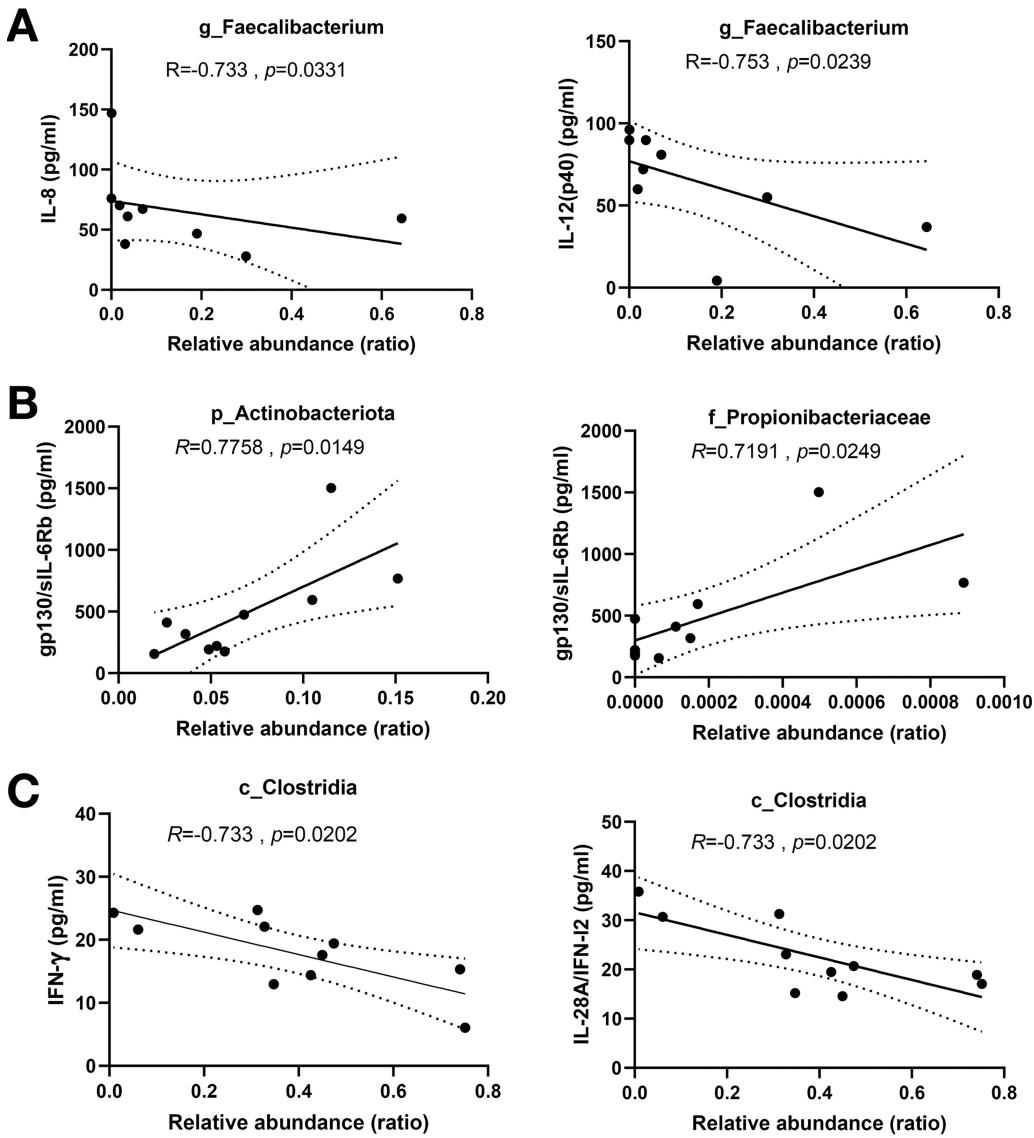 A
g_Faecalibacterium
R=-0.733 , p=0.0331
IL-8 (pg/ml)
200
150
100
50
0
0.0 0.2 0.4 0.6 0.8
Relative abundance (ratio)
g_Faecalibacterium
R=-0.753 , p=0.0239
IL-12(p40) (pg/ml)
150
100
50
0
0.0 0.2 0.4 0.6 0.8
Relative abundance (ratio)
B
p_Actinobacteriota
R=0.7758 , p=0.0149
gp130/sIL-6Rb (pg/ml)
2000
1500
1000
500
0
0.00 0.05 0.10 0.15 0.20
Relative abundance (ratio)
f_Propionibacteriaceae
R=0.7191 , p=0.0249
gp130/sIL-6Rb (pg/ml)
2000
1500
1000
500
0
0.0000 0.0002 0.0004 0.0006 0.0008 0.0010
Relative abundance (ratio)
C
c_Clostridia
R=-0.733 , p=0.0202
IFN-γ (pg/ml)
40
30
20
10
0
0.0 0.2 0.4 0.6 0.8
Relative abundance (ratio)
c_Clostridia
R=-0.733 , p=0.0202
IL-28A/IFN-l2 (pg/ml)
50
40
30
20
10
0
0.0 0.2 0.4 0.6 0.8
Relative abundance (ratio)